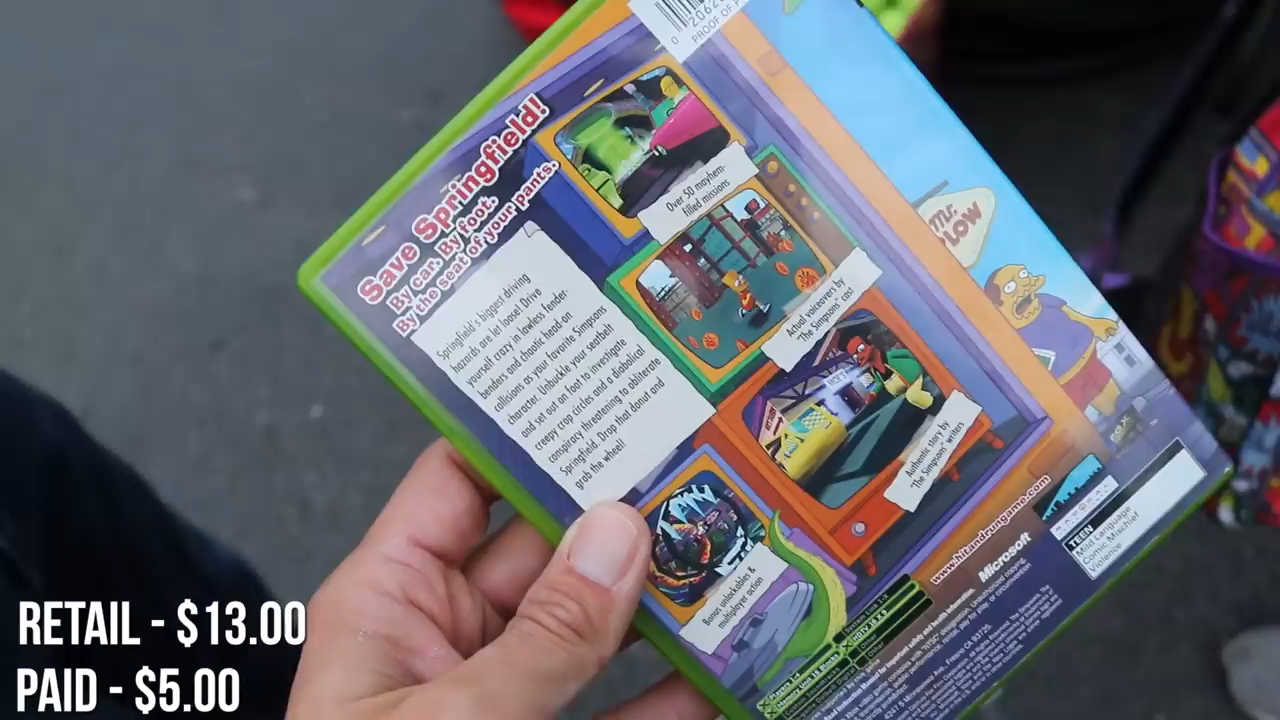 0 2062
PROOF OF
Save Springfield!
By car. By foot.
By the seat of your pants.
Springfield's biggest driving
hazards are let loose! Drive
yourself crazy in lawless fender-
benders and chaotic head-on
collisions as your favorite Simpsons
character. Unbuckle your seatbelt
and set out on foot to investigate
creepy crop circles and a diabolical
conspiracy threatening to obliterate
Springfield. Drop that donut and
grab the wheel!
Over 50 mayhem-
filled missions
Actual voiceovers by
"The Simpsons" cast
Authentic story by
"The Simpsons" writers
Bonus unlockables &
multiplayer action
Mr.
www.hitandrungame.com
Microsoft
TEEN
Mild Language
Comic Mischief
Violence
RETAIL - $13.00
PAID - $5.00